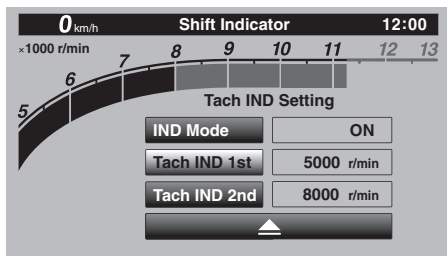 0 km/h Shift Indicator 12:00
×1000 r/min
5 6 7 8 9 10 11 12 13
Tach IND Setting
IND Mode ON
Tach IND 1st 5000 r/min
Tach IND 2nd 8000 r/min